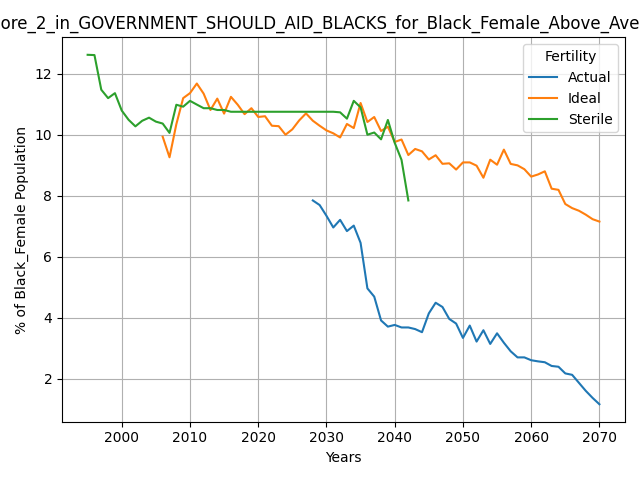 ore_2_in_GOVERNMENT_SHOULD_AID_BLACKS_for_Black_Female_Above_Ave
Fertility
Actual
Ideal
Sterile
% of Black_Female Population
12
10
8
6
4
2
2000 2010 2020 2030 2040 2050 2060 2070
Years